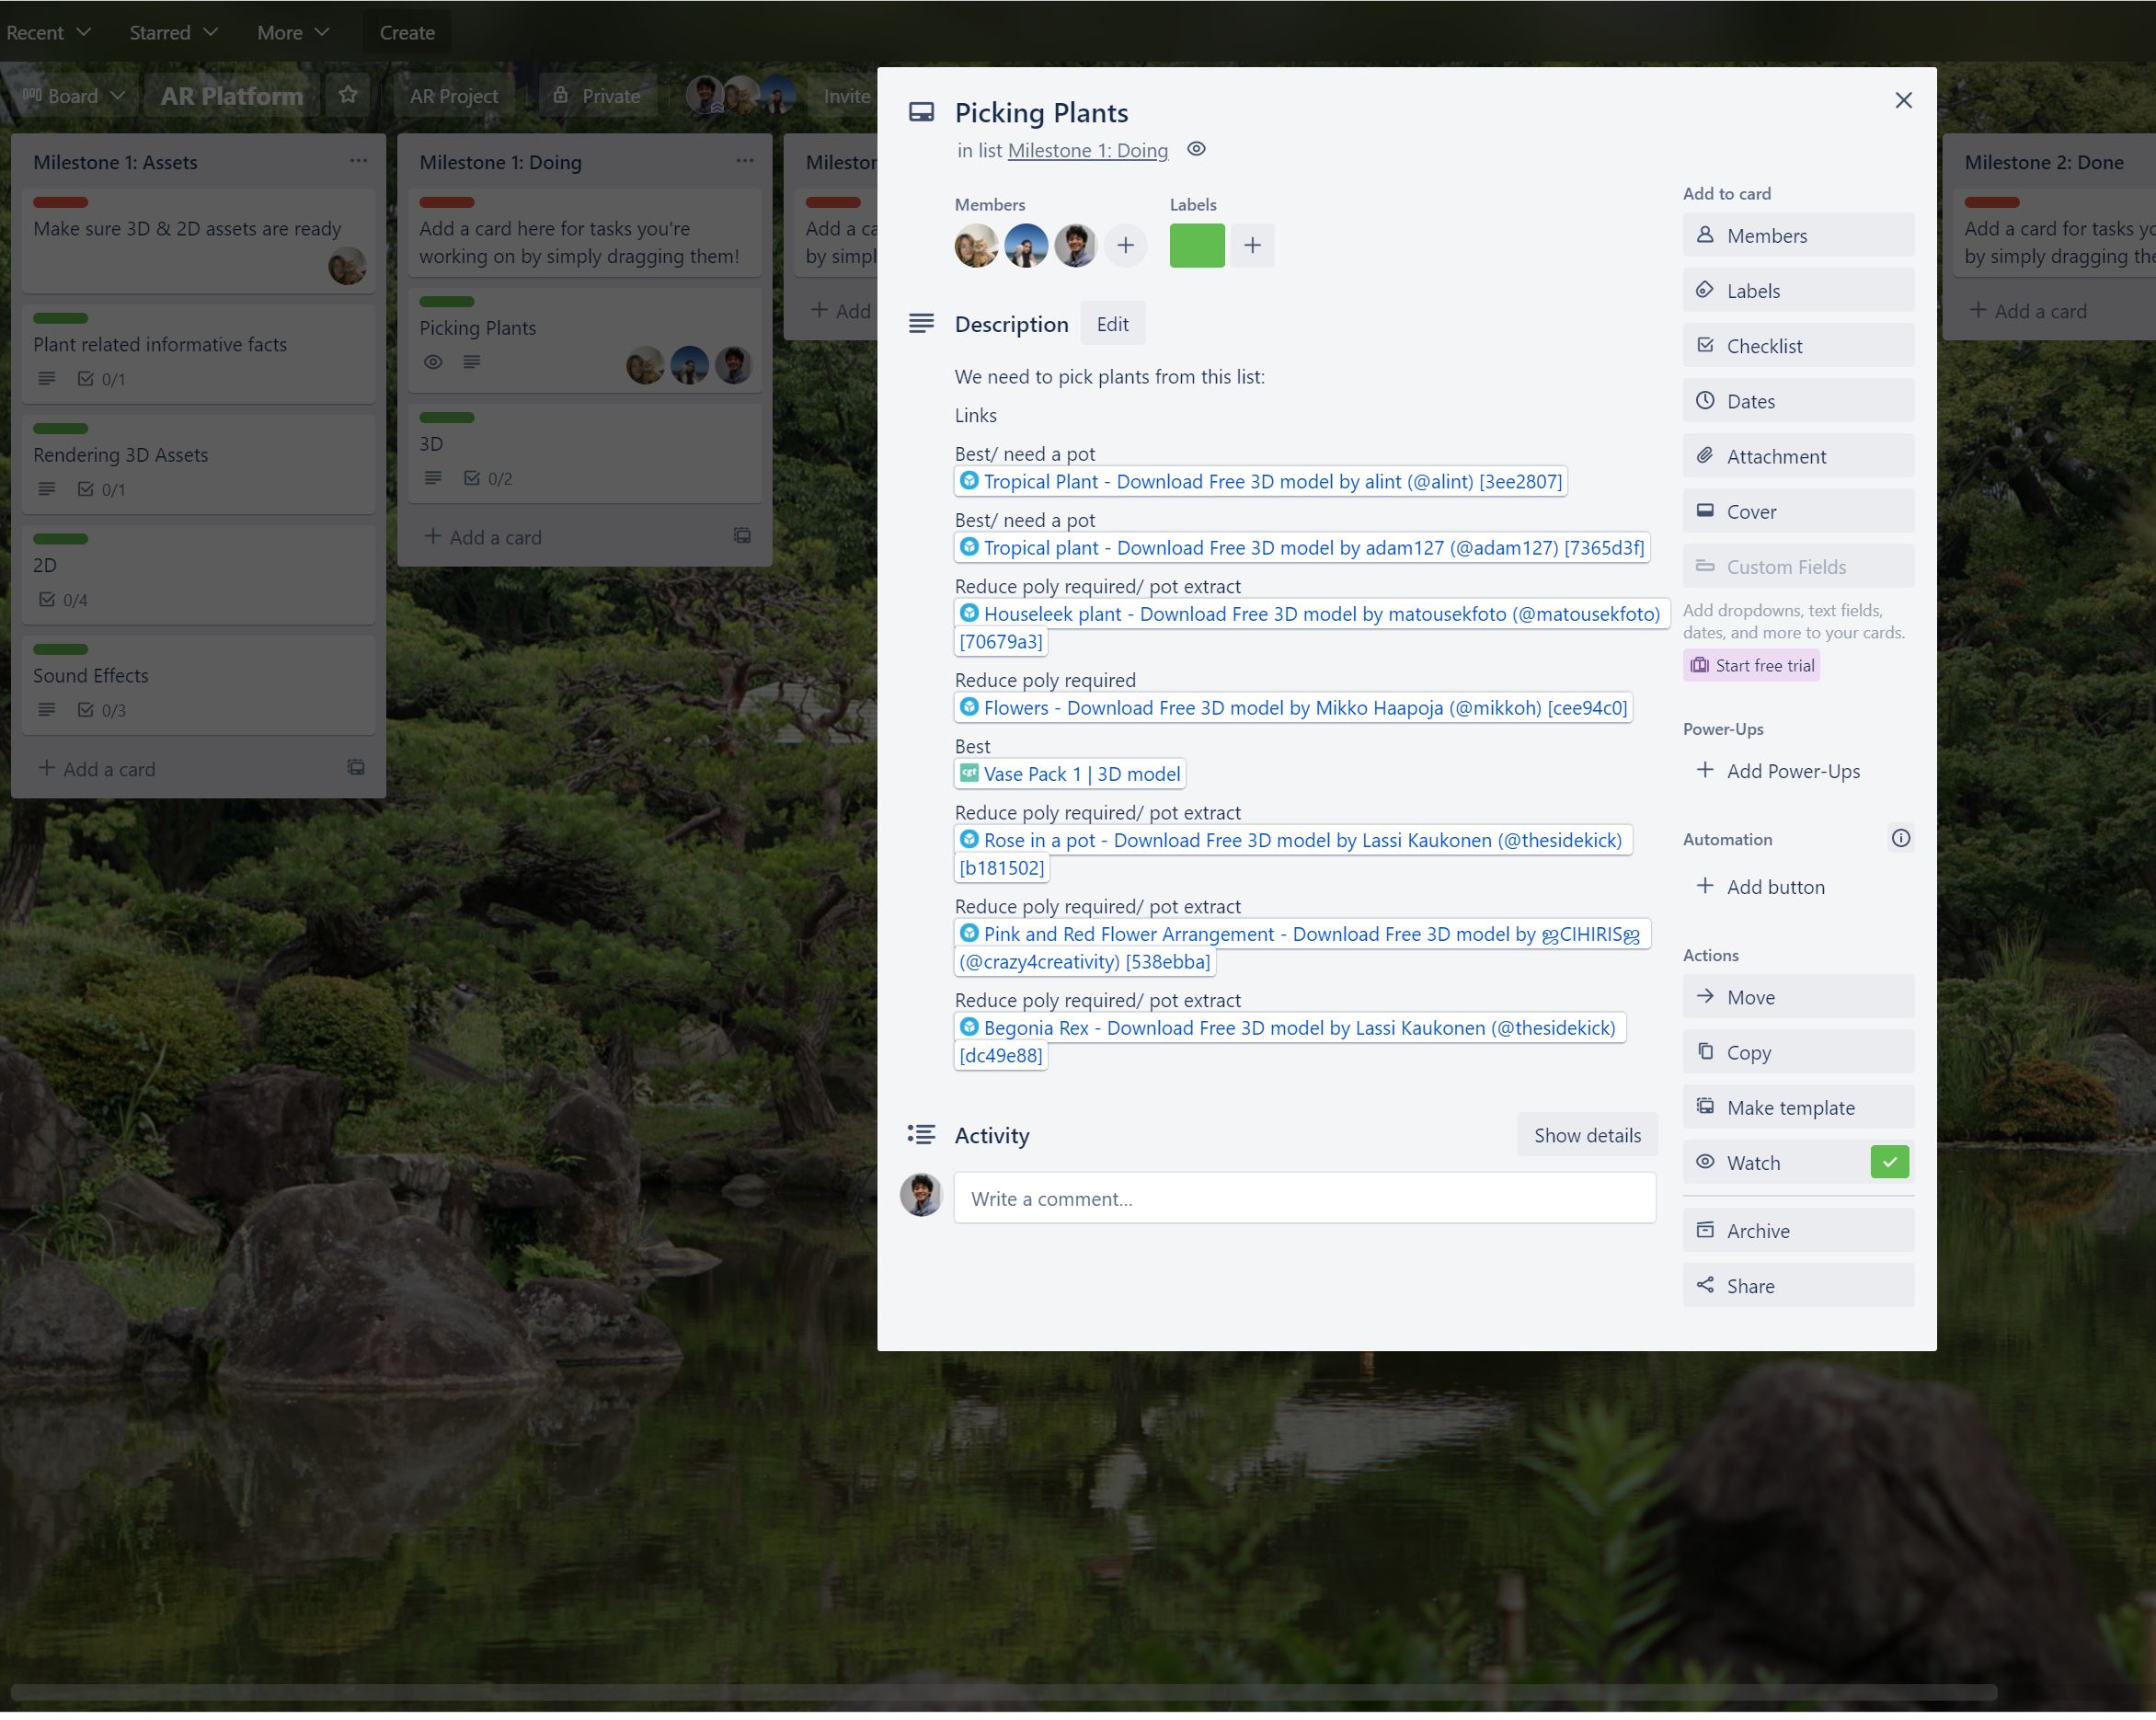 Recent
Starred
More
Create
Board
AR Platform
AR Project
Private
Invite
Milestone 1: Assets
Make sure 3D & 2D assets are ready
Plant related informative facts
0/1
Rendering 3D Assets
0/1
2D
0/4
Sound Effects
0/3
Add a card
Milestone 1: Doing
Add a card here for tasks you're
working on by simply dragging them!
Picking Plants
3D
0/2
Add a card
Add a ca
by simpl
Add
Picking Plants
in list Milestone 1: Doing
Members
Labels
Description
Edit
We need to pick plants from this list:
Links
Best/ need a pot
Tropical Plant - Download Free 3D model by alint (@alint) [3ee2807]
Best/ need a pot
Tropical plant - Download Free 3D model by adam127 (@adam127) [7365d3f]
Reduce poly required/ pot extract
Houseleek plant - Download Free 3D model by matousekfoto (@matousekfoto)
[70679a3]
Reduce poly required
Flowers - Download Free 3D model by Mikko Haapoja (@mikkoh) [cee94c0]
Best
cgt Vase Pack 1 | 3D model
Reduce poly required/ pot extract
Rose in a pot - Download Free 3D model by Lassi Kaukonen (@thesidekick)
[b181502]
Reduce poly required/ pot extract
Pink and Red Flower Arrangement - Download Free 3D model by ஜCIHIRISஜ
(@crazy4creativity) [538ebba]
Reduce poly required/ pot extract
Begonia Rex - Download Free 3D model by Lassi Kaukonen (@thesidekick)
[dc49e88]
Activity
Show details
Write a comment...
Add to card
Members
Labels
Checklist
Dates
Attachment
Cover
Custom Fields
Add dropdowns, text fields,
dates, and more to your cards.
Start free trial
Power-Ups
Add Power-Ups
Automation
Add button
Actions
Move
Copy
Make template
Watch
Archive
Share
Milestone 2: Done
Add a card for tasks yo
by simply dragging the
Add a card